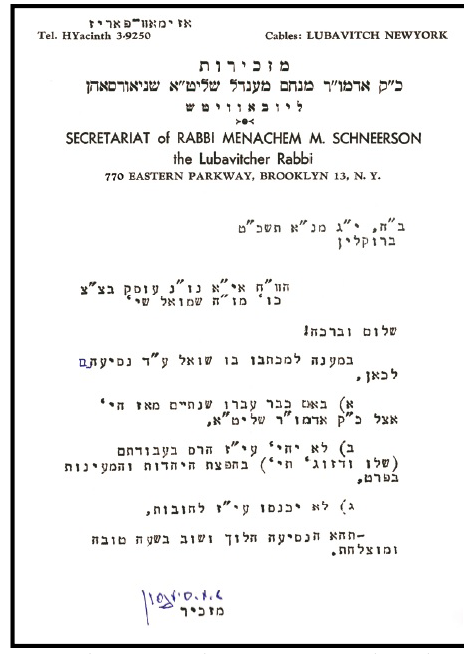 אזימאוו־פאריז
Tel. HYacinth 3-9250 Cables: LUBAVITCH NEWYORK
מזכירות
כ"ק אדמו"ר מנחם מענדל שליט"א שניאורסאהן
ליובאוויטש
SECRETARIAT of RABBI MENACHEM M. SCHNEERSON
the Lubavitcher Rabbi
770 EASTERN PARKWAY, BROOKLYN 13, N. Y.
ב"ה, י"ג מנ"א תשכ"ט
ברוקלין
הוו"ח אי"א נו"נ עוסק בצ"צ
כו' מו"ה שמואל שי'
שלום וברכה!
במענה למכתבו בו שואל ע"ד נסיעתם
לכאן,
א) באם כבר עברו שנתיים מאז הי'
אצל כ"ק אדמו"ר שליט"א,
ב) לא יהי' עי"ז הרס בעבודתם
(שלו ודזוג' תי') בהפצת היהדות והמעינות
בפרט,
ג) לא יכנסו עי"ז לחובות,
-תהא הנסיעה הלוך ושוב בשעה טובה
ומוצלחת.
מזכיר